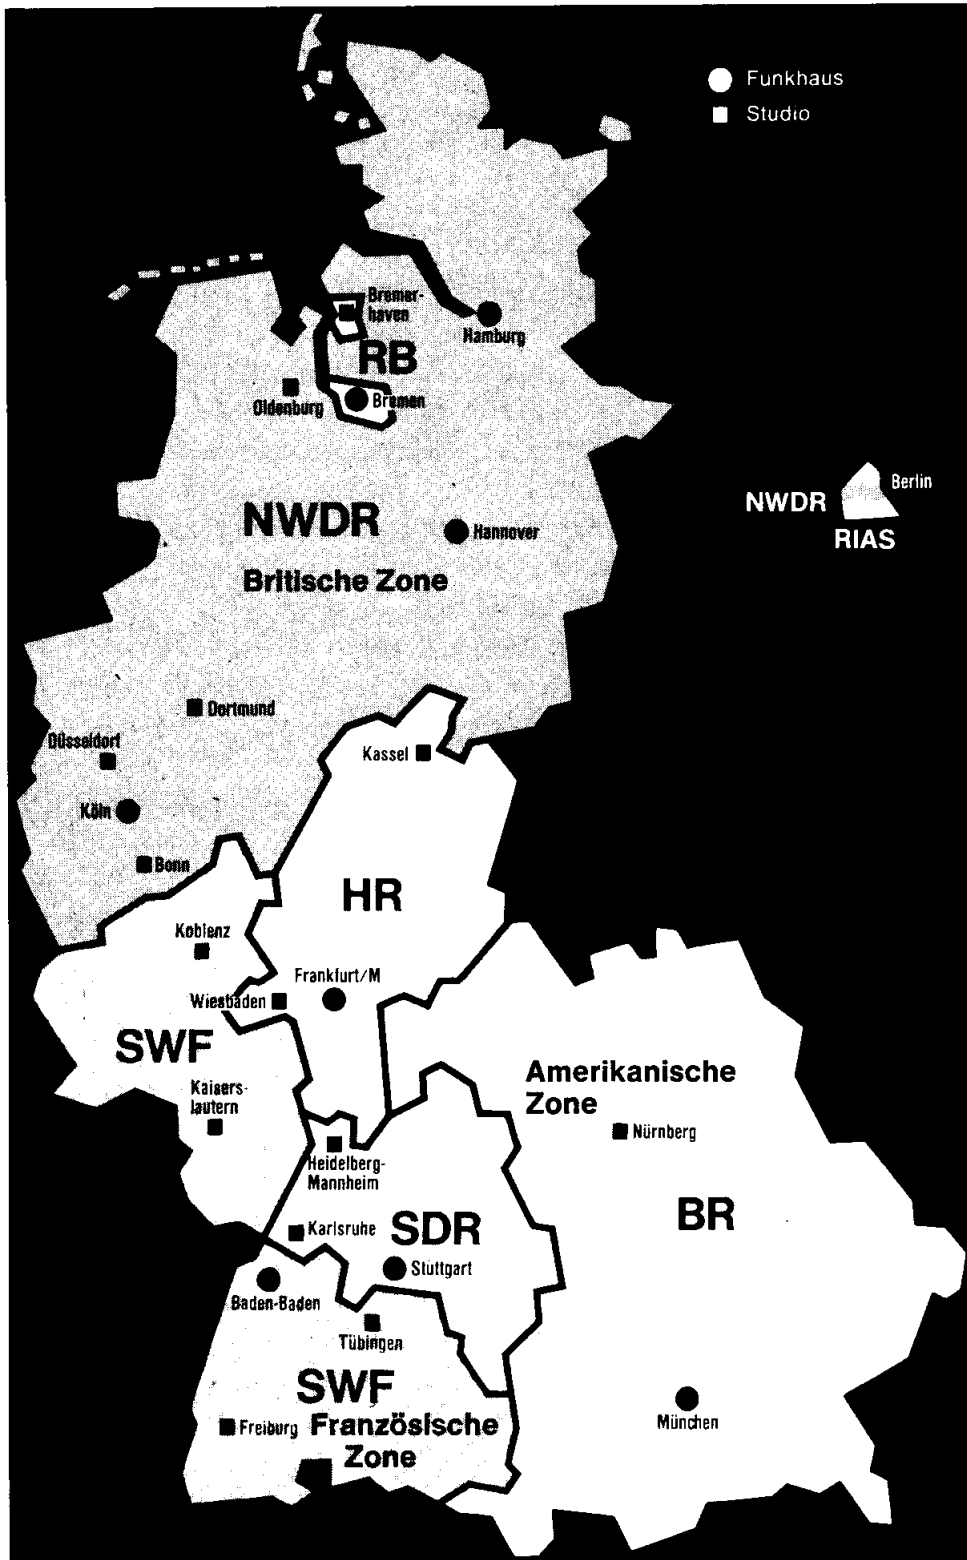 Funkhaus
Studio
Bremer-
haven
Hamburg
RB
Oldenburg
Bremen
Berlin
NWDR
RIAS
NWDR
Hannover
Britische Zone
Dortmund
Düsseldorf
Kassel
Köln
Bonn
HR
Koblenz
Frankfurt/M
Wiesbaden
SWF
Amerikanische
Zone
Kaisers-
lautern
Nürnberg
Heidelberg-
Mannheim
BR
Karlsruhe
SDR
Stuttgart
Baden-Baden
Tübingen
SWF
München
Freiburg
Französische
Zone